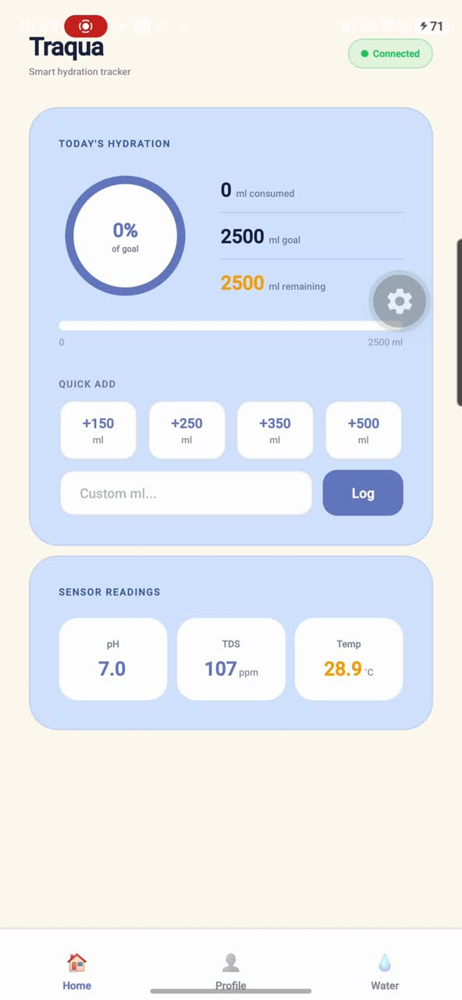 71
Traqua
Connected
Smart hydration tracker
TODAY'S HYDRATION
0%
of goal
0 ml consumed
2500 ml goal
2500 ml remaining
0
2500 ml
QUICK ADD
+150
ml
+250
ml
+350
ml
+500
ml
Custom ml...
Log
SENSOR READINGS
pH
7.0
TDS
107 ppm
Temp
28.9 °C
Home
Profile
Water